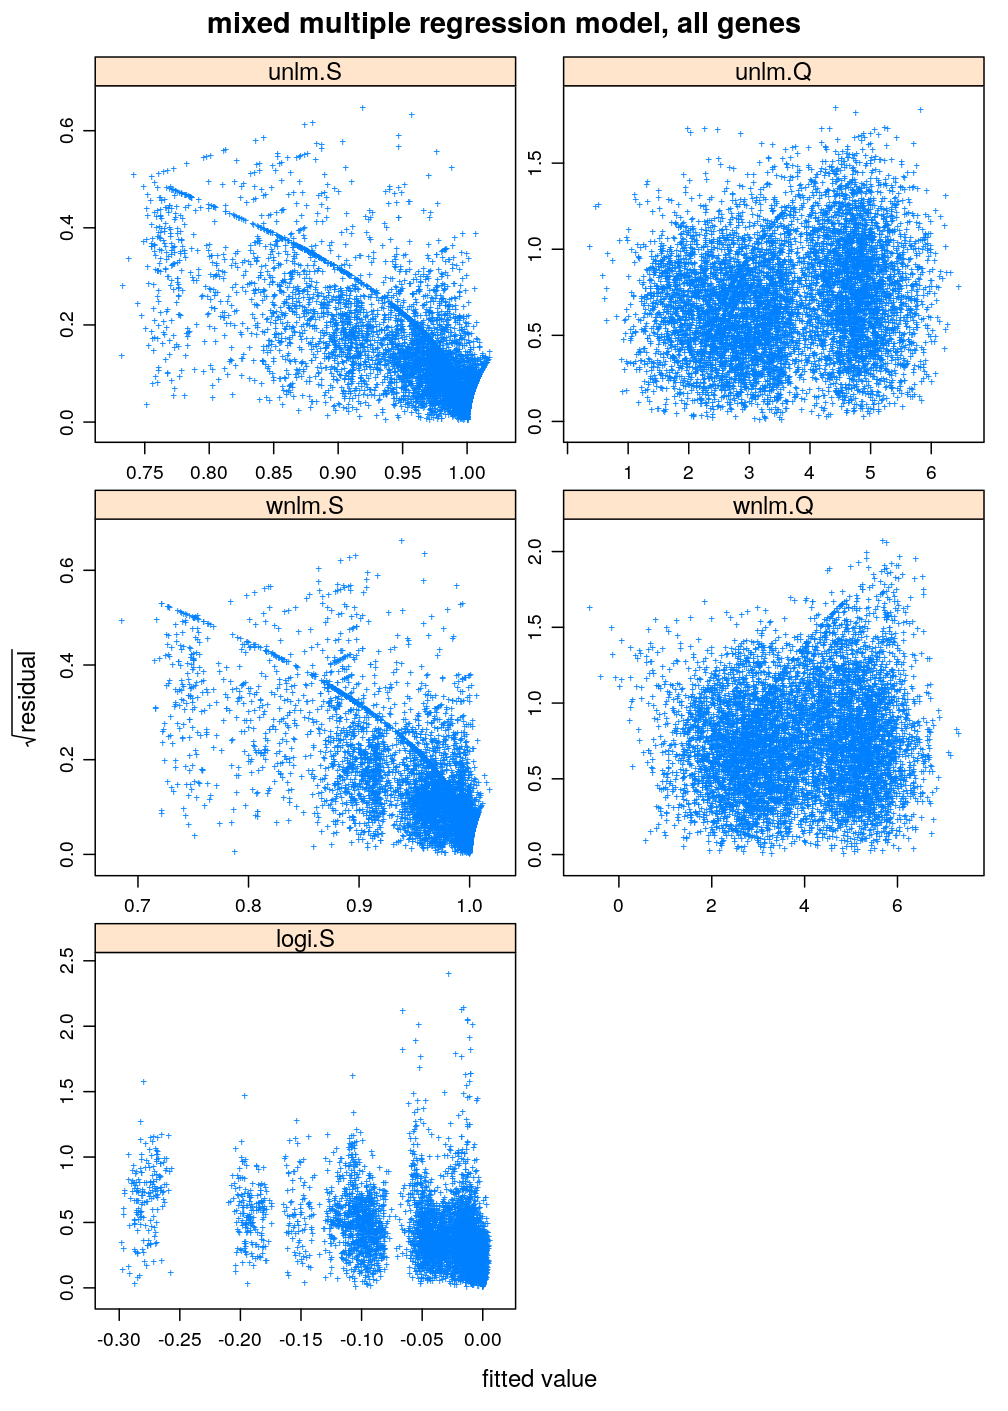 mixed multiple regression model, all genes
unlm.S
unlm.Q
0.0 0.2 0.4 0.6
0.75 0.80 0.85 0.90 0.95 1.00
0.0 0.5 1.0 1.5
1 2 3 4 5 6
wnlm.S
wnlm.Q
0.0 0.2 0.4 0.6
0.7 0.8 0.9 1.0
0.0 0.5 1.0 1.5 2.0
0 2 4 6
√residual
logi.S
0.0 0.5 1.0 1.5 2.0 2.5
-0.30 -0.25 -0.20 -0.15 -0.10 -0.05 0.00
fitted value